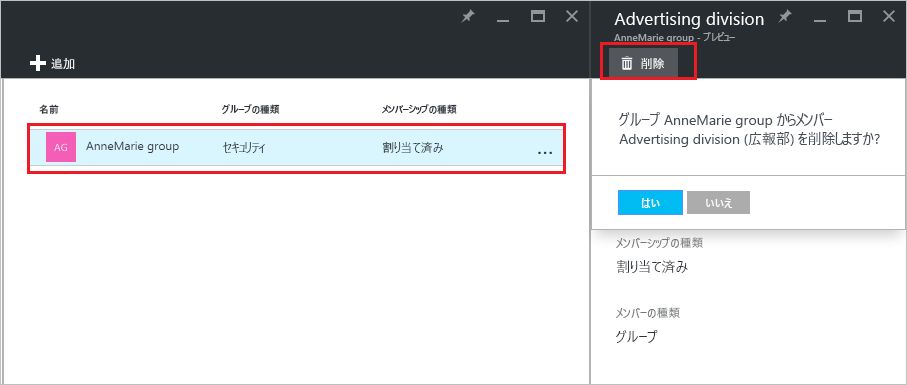 追加
名前 グループの種類 メンバーシップの種類
AG AnneMarie group セキュリティ 割り当て済み ...
Advertising division
AnneMarie group - プレビュー
削除
グループ AnneMarie group からメンバー
Advertising division (広報部) を削除しますか?
はい いいえ
メンバーシップの種類
割り当て済み
メンバーの種類
グループ